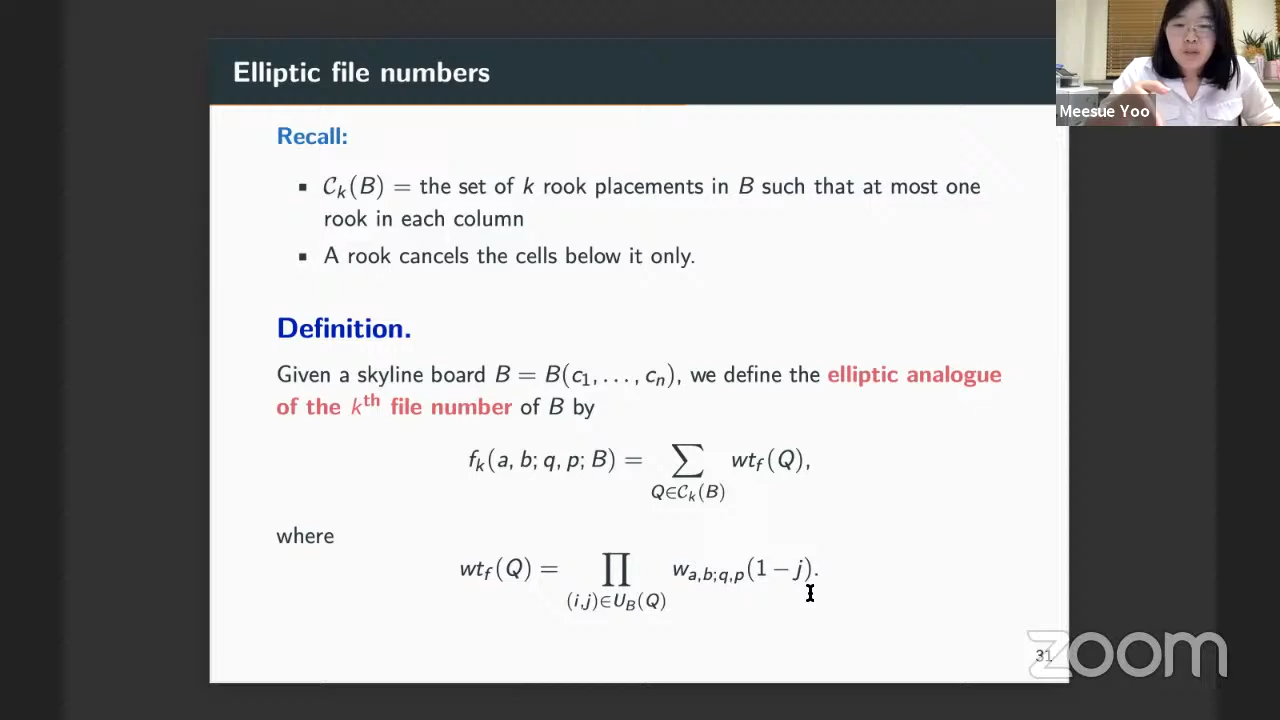 Elliptic file numbers
Meesue Yoo
Recall:
▪ 𝒞ₖ(B) = the set of k rook placements in B such that at most one
rook in each column
▪ A rook cancels the cells below it only.
Definition.
Given a skyline board B = B(c₁, . . . , cₙ), we define the elliptic analogue
of the kᵗʰ file number of B by
fₖ(a, b; q, p; B) = ∑_{Q∈𝒞ₖ(B)} wt_f(Q),
where
wt_f(Q) = ∏_{(i,j)∈U_B(Q)} w_{a,b;q,p}(1 − j).
31
zoom